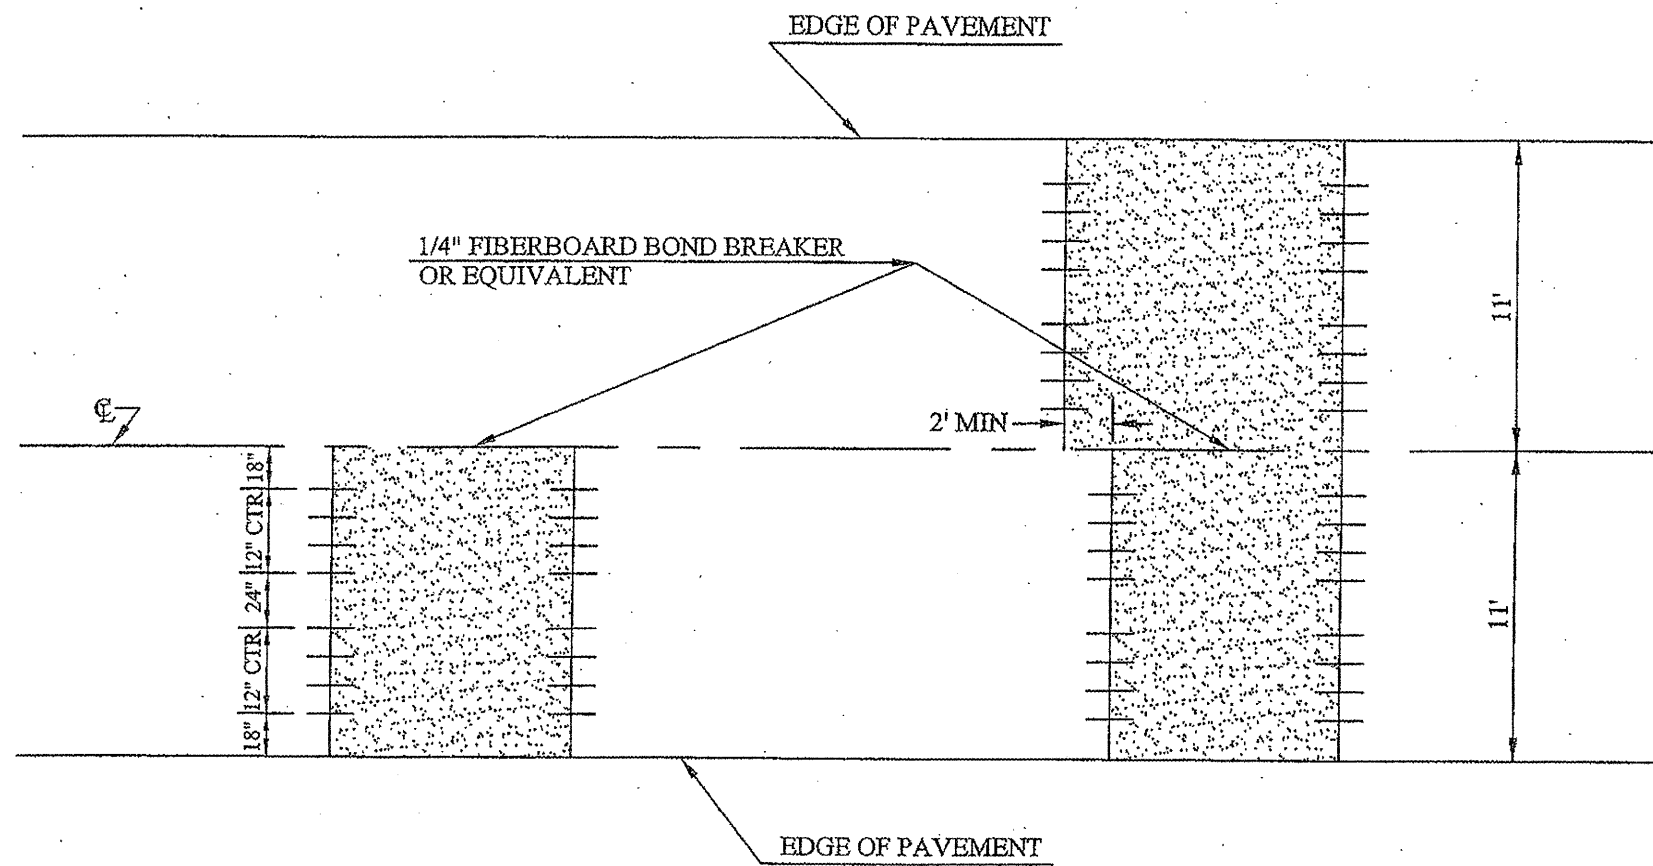 EDGE OF PAVEMENT
1/4" FIBERBOARD BOND BREAKER
OR EQUIVALENT
11'
℄
2' MIN
18"
12" CTR
24"
12" CTR
18"
11'
EDGE OF PAVEMENT